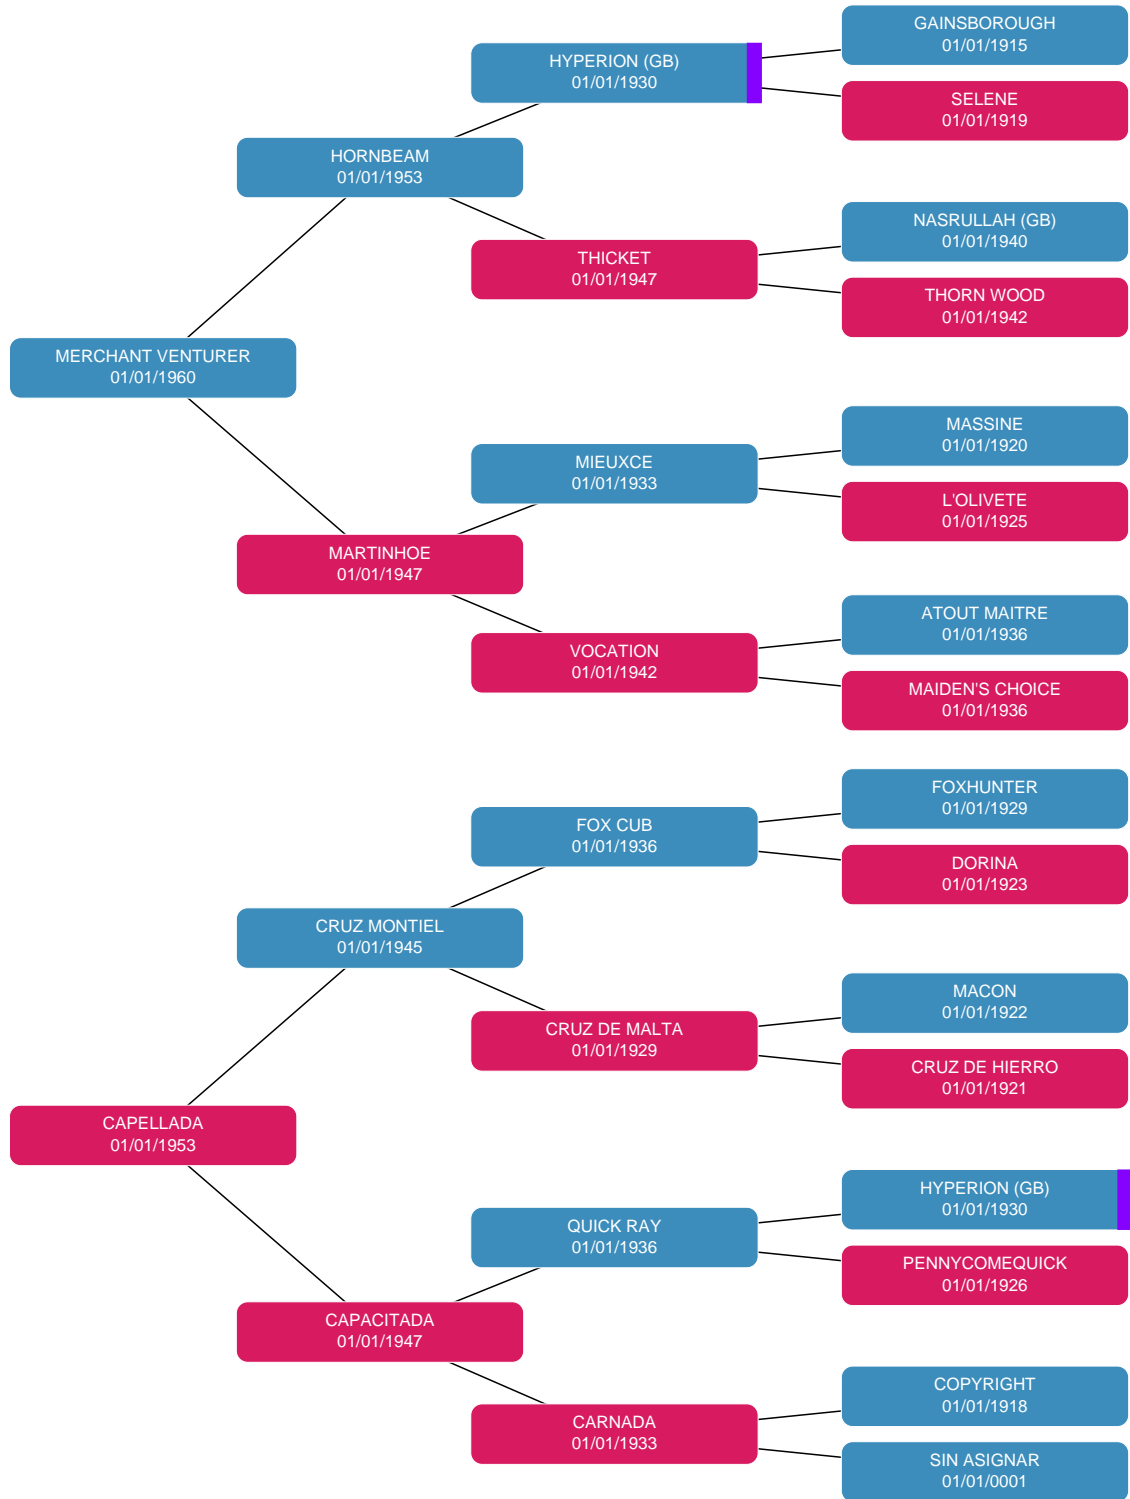 GAINSBOROUGH
01/01/1915
HYPERION (GB)
01/01/1930
SELENE
01/01/1919
HORNBEAM
01/01/1953
NASRULLAH (GB)
01/01/1940
THICKET
01/01/1947
THORN WOOD
01/01/1942
MERCHANT VENTURER
01/01/1960
MASSINE
01/01/1920
MIEUXCE
01/01/1933
L'OLIVETE
01/01/1925
MARTINHOE
01/01/1947
ATOUT MAITRE
01/01/1936
VOCATION
01/01/1942
MAIDEN'S CHOICE
01/01/1936
FOXHUNTER
01/01/1929
FOX CUB
01/01/1936
DORINA
01/01/1923
CRUZ MONTIEL
01/01/1945
MACON
01/01/1922
CRUZ DE MALTA
01/01/1929
CRUZ DE HIERRO
01/01/1921
CAPELLADA
01/01/1953
HYPERION (GB)
01/01/1930
QUICK RAY
01/01/1936
PENNYCOMEQUICK
01/01/1926
CAPACITADA
01/01/1947
COPYRIGHT
01/01/1918
CARNADA
01/01/1933
SIN ASIGNAR
01/01/0001